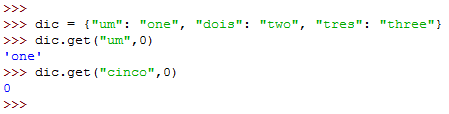 >>>
>>> dic = {"um": "one", "dois": "two", "tres": "three"}
>>> dic.get("um",0)
'one'
>>> dic.get("cinco",0)
0
>>>